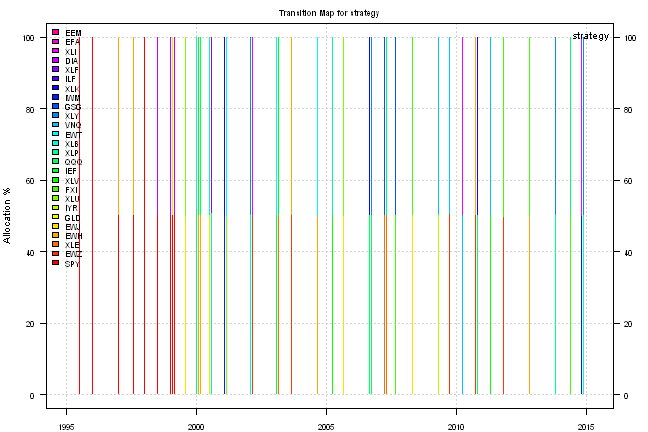 Transition Map for strategy
strategy
Allocation %
100
80
60
40
20
0
100
80
60
40
20
0
EEM
EFA
XLI
DIA
XLF
ILF
XLK
IWM
GSG
XLY
VNQ
EWT
XLB
XLP
QQQ
IEF
XLV
FXI
XLU
IYR
GLD
EWJ
EWH
XLE
EWZ
SPY
1995
2000
2005
2010
2015